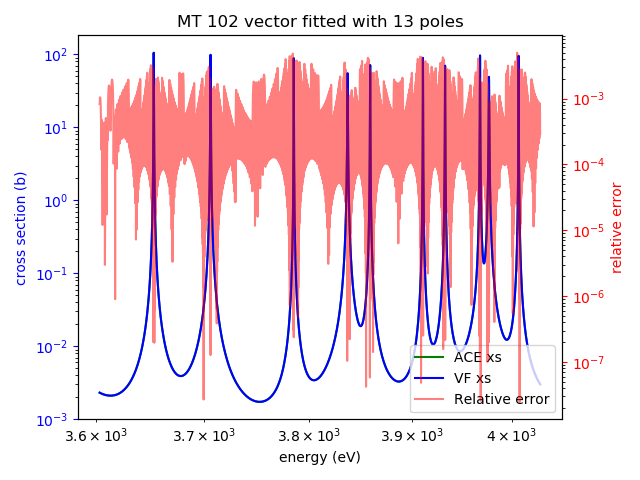 MT 102 vector fitted with 13 poles
10²
10¹
10⁰
10⁻¹
10⁻²
10⁻³
cross section (b)
10⁻³
10⁻⁴
10⁻⁵
10⁻⁶
10⁻⁷
relative error
ACE xs
VF xs
Relative error
3.6 × 10³ 3.7 × 10³ 3.8 × 10³ 3.9 × 10³ 4 × 10³
energy (eV)